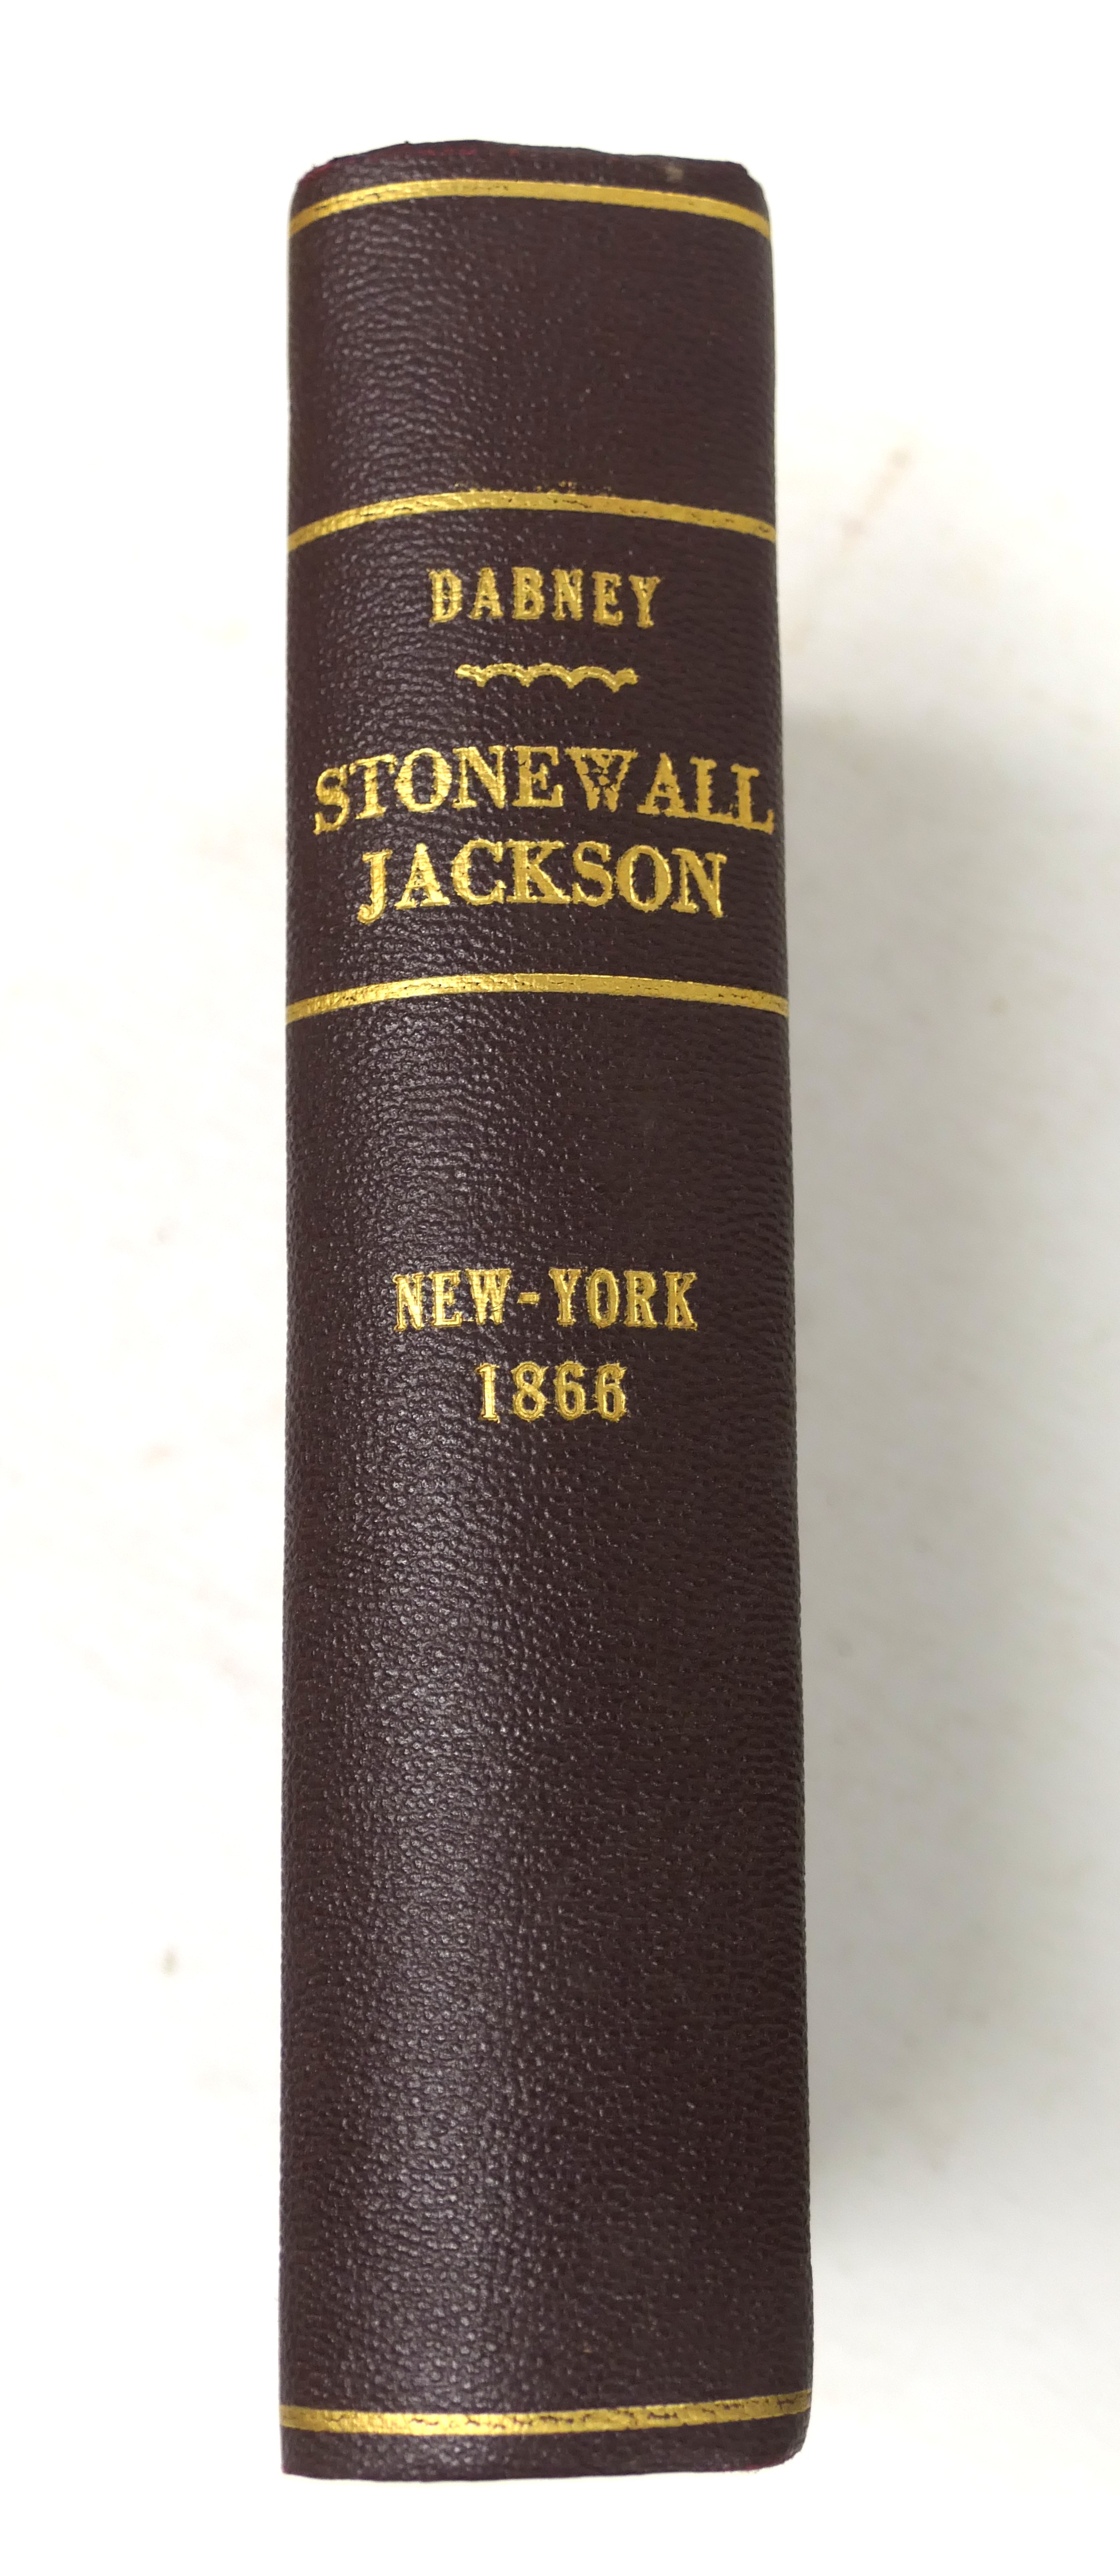 DABNEY
STONEWALL
JACKSON
NEW-YORK
1866